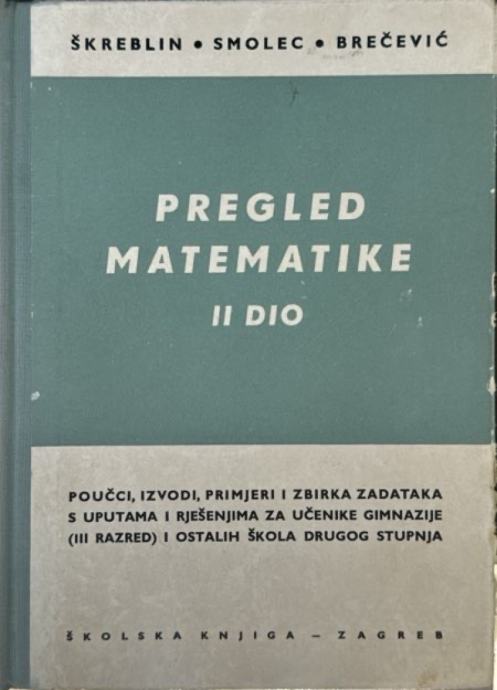 ŠKREBLIN • SMOLEC • BREČEVIĆ
PREGLED
MATEMATIKE
II DIO
POUČCI, IZVODI, PRIMJERI I ZBIRKA ZADATAKA
S UPUTAMA I RJEŠENJIMA ZA UČENIKE GIMNAZIJE
(III RAZRED) I OSTALIH ŠKOLA DRUGOG STUPNJA
ŠKOLSKA KNJIGA — ZAGREB